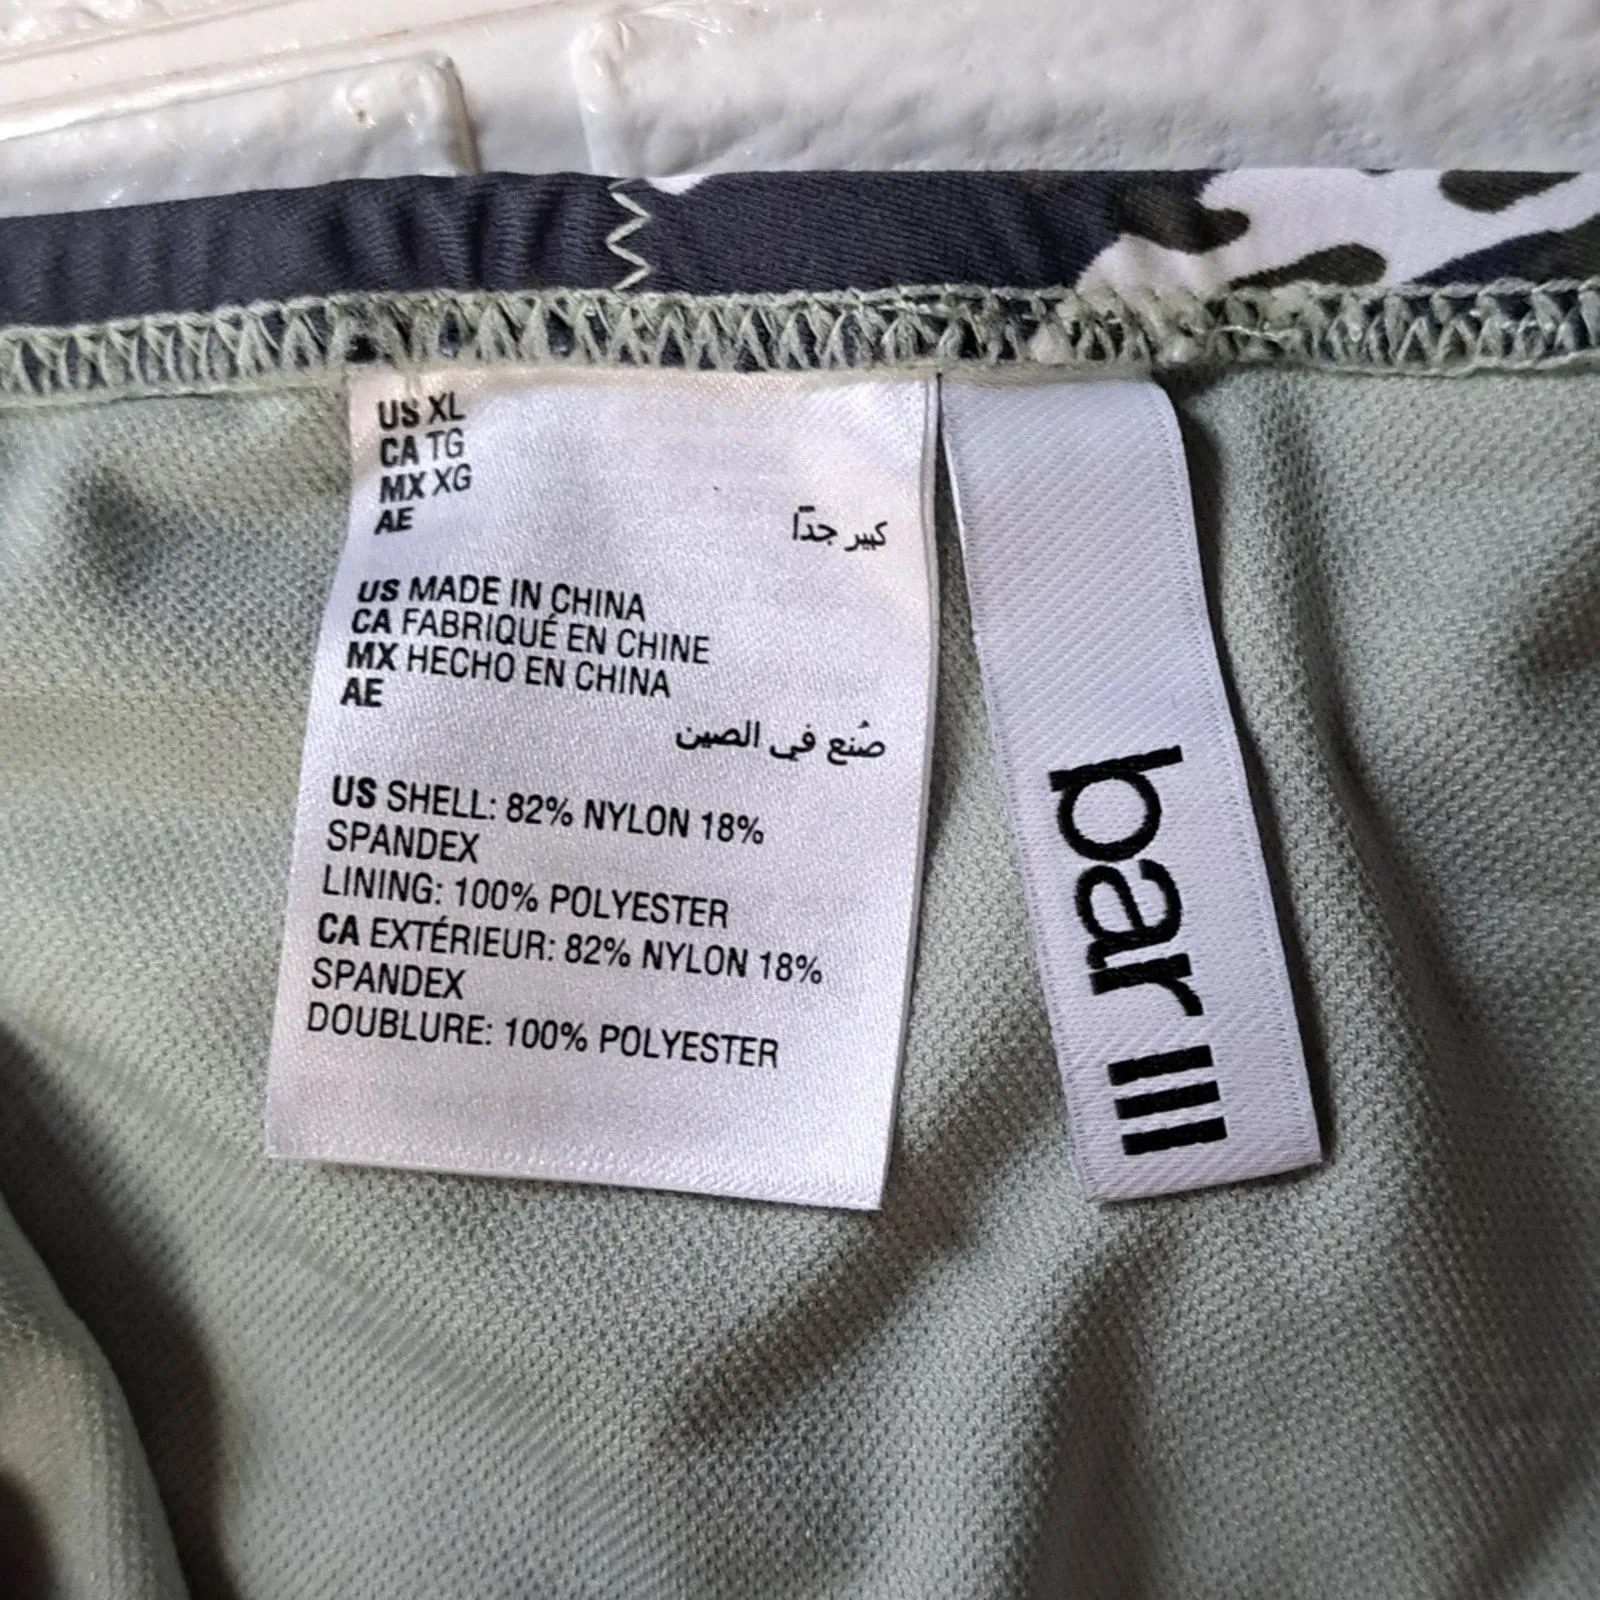 US XL
CA TG
MX XG
AE
كبير جدًا
US MADE IN CHINA
CA FABRIQUÉ EN CHINE
MX HECHO EN CHINA
AE
صُنع في الصين
US SHELL: 82% NYLON 18%
SPANDEX
LINING: 100% POLYESTER
CA EXTÉRIEUR: 82% NYLON 18%
SPANDEX
DOUBLURE: 100% POLYESTER
bar III